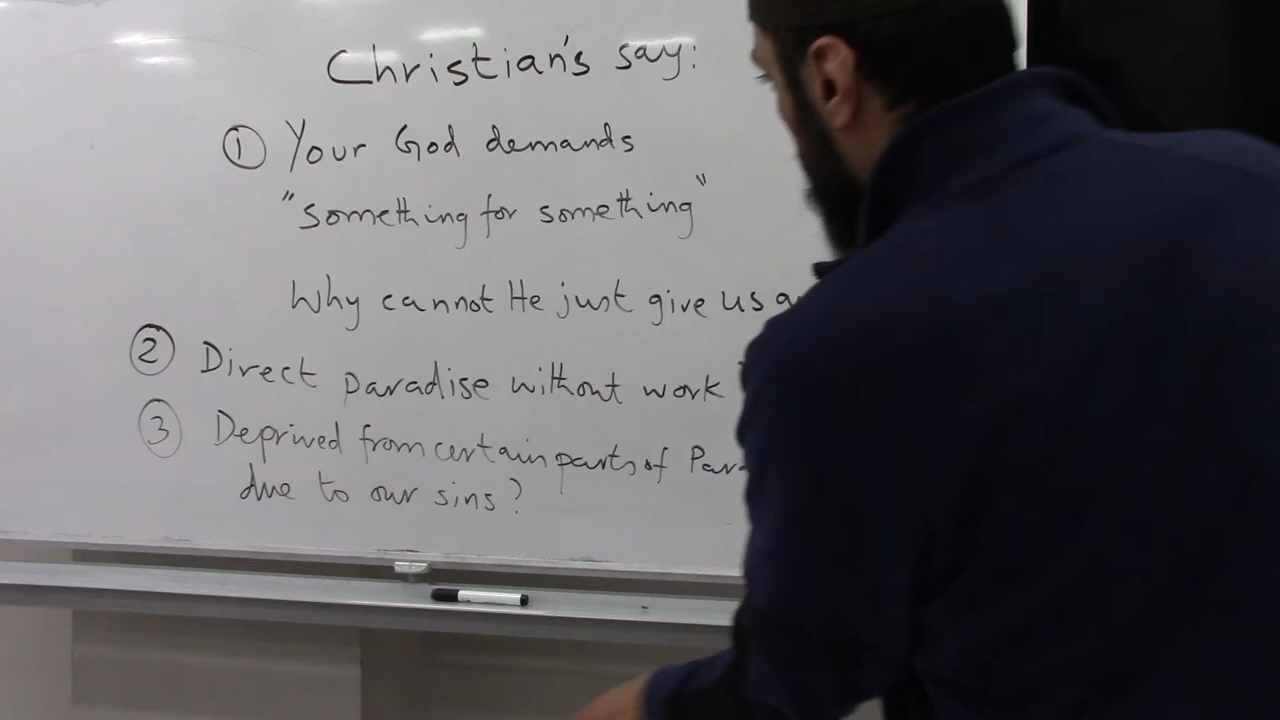 Christian's say:
① Your God demands
"something for something"
Why cannot He just give us
② Direct paradise without work
③ Deprived from certain parts of
due to our sins?